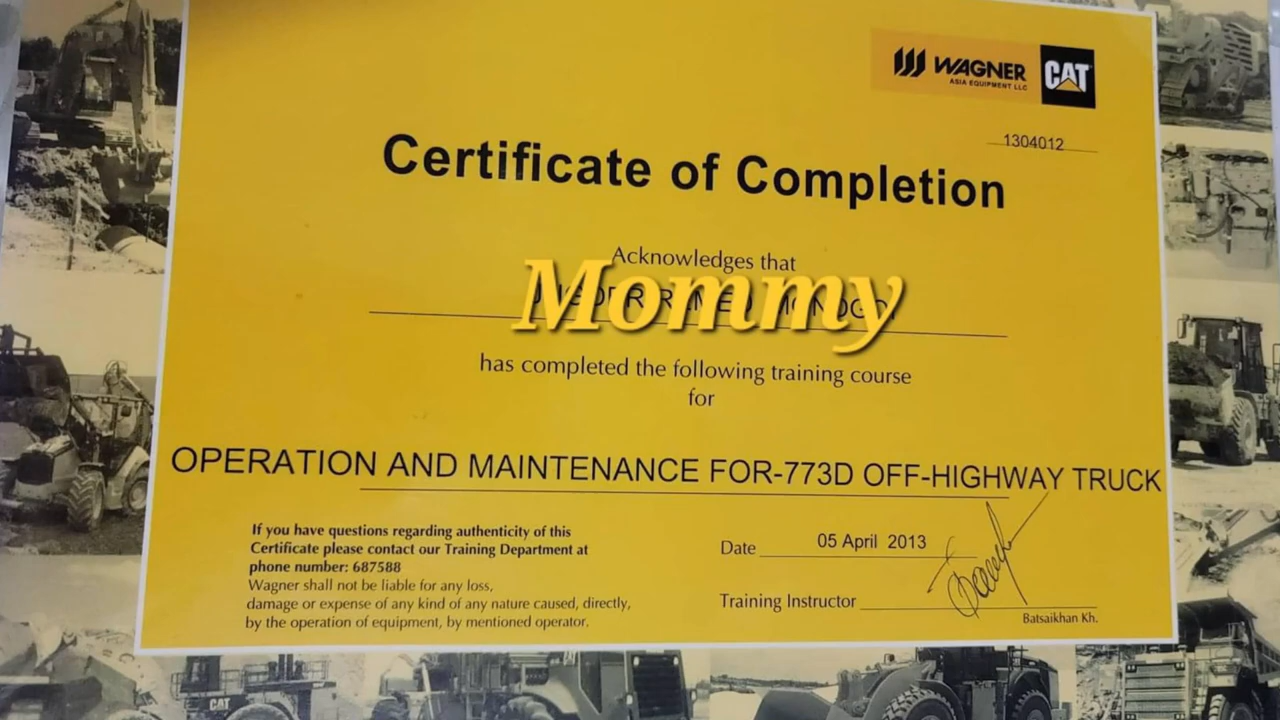 WAGNER
ASIA EQUIPMENT LLC
CAT
1304012
Certificate of Completion
Acknowledges that
Mommy
has completed the following training course
for
OPERATION AND MAINTENANCE FOR-773D OFF-HIGHWAY TRUCK
If you have questions regarding authenticity of this
Certificate please contact our Training Department at
phone number: 687588
Wagner shall not be liable for any loss,
damage or expense of any kind of any nature caused, directly,
by the operation of equipment, by mentioned operator.
Date 05 April 2013
Training Instructor
Batsaikhan Kh.
CAT